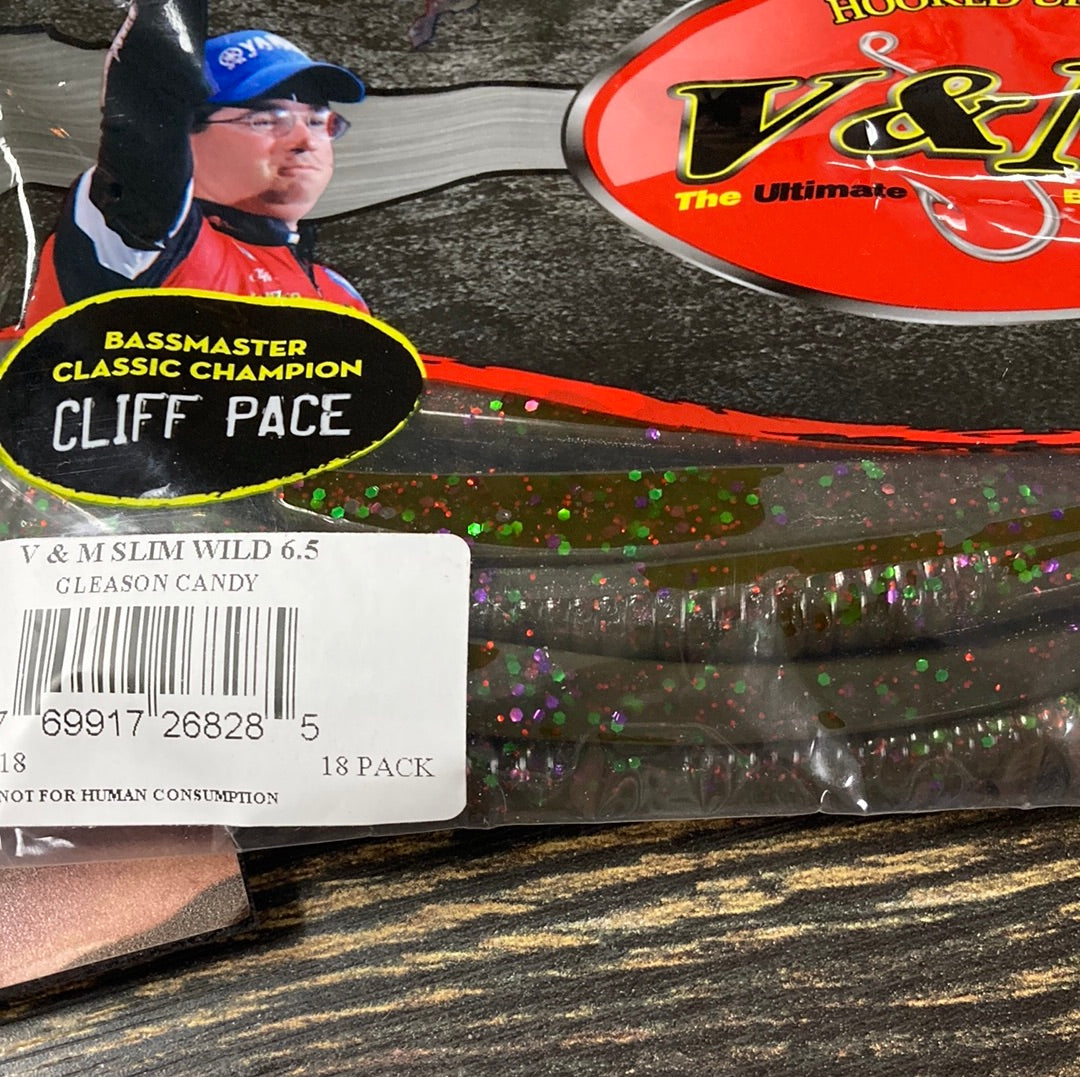 HOOKED U
V & M
The Ultimate B
BASSMASTER
CLASSIC CHAMPION
CLIFF PACE
V & M SLIM WILD 6.5
GLEASON CANDY
7 69917 26828 5
18
18 PACK
NOT FOR HUMAN CONSUMPTION